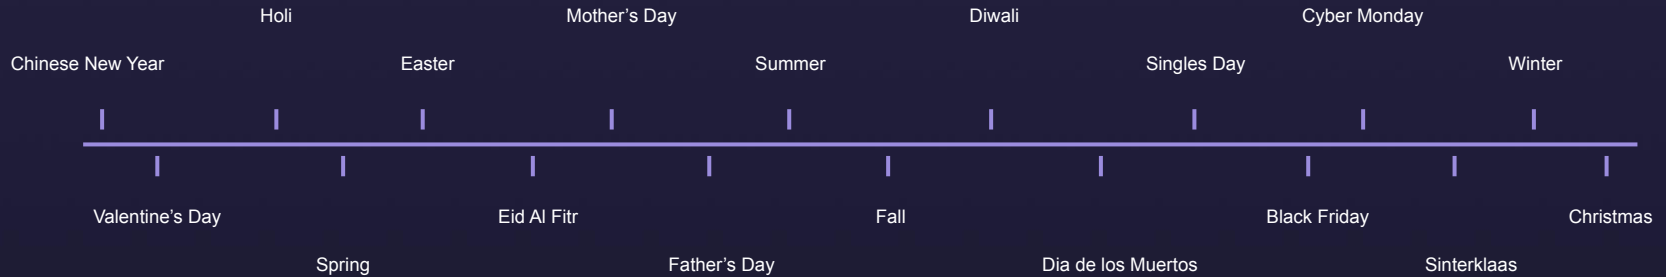 Holi
Mother’s Day
Diwali
Cyber Monday
Chinese New Year
Easter
Summer
Singles Day
Winter
Valentine’s Day
Eid Al Fitr
Fall
Black Friday
Christmas
Spring
Father’s Day
Dia de los Muertos
Sinterklaas